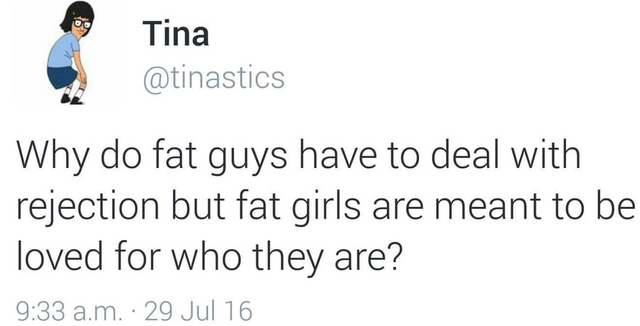 Tina
@tinastics
Why do fat guys have to deal with
rejection but fat girls are meant to be
loved for who they are?
9:33 a.m. · 29 Jul 16